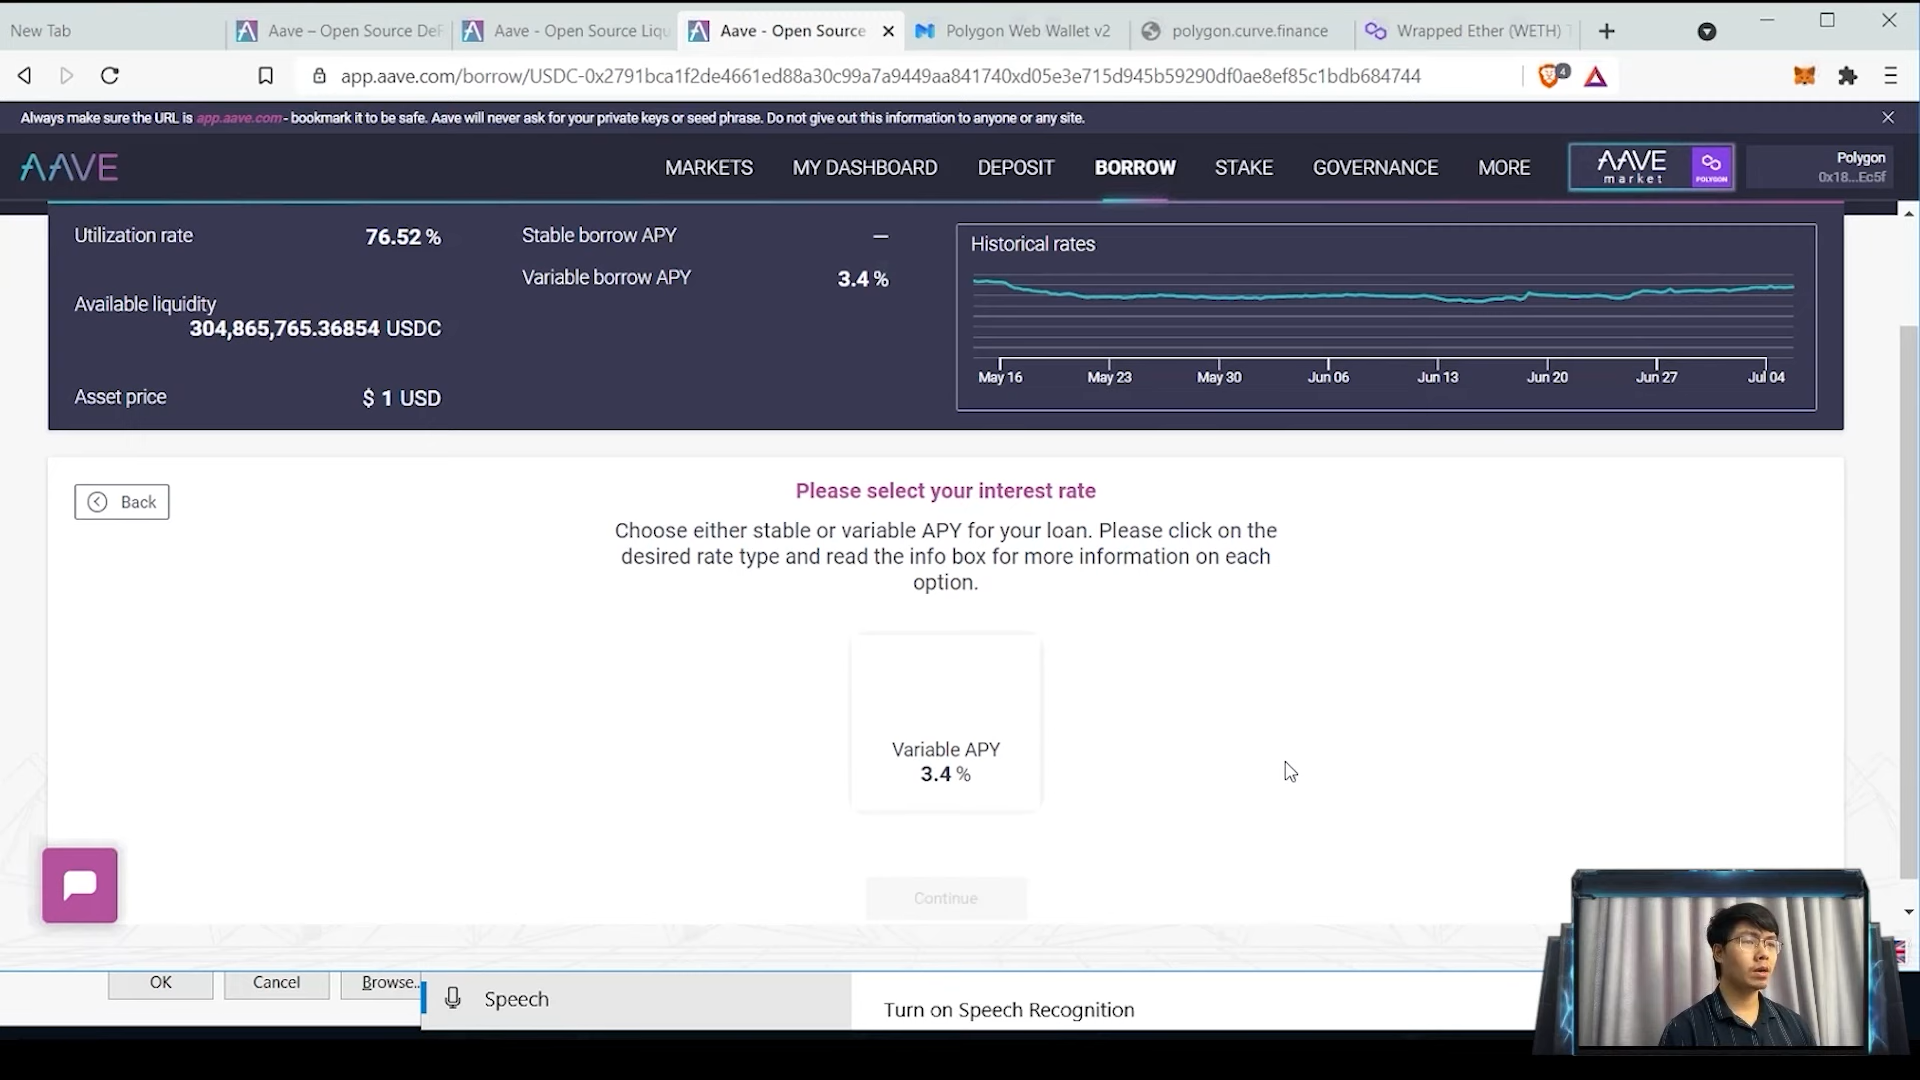 New Tab
Aave – Open Source DeF
Aave - Open Source Liqu
Aave - Open Source
Polygon Web Wallet v2
polygon.curve.finance
Wrapped Ether (WETH) T
app.aave.com/borrow/USDC-0x2791bca1f2de4661ed88a30c99a7a9449aa841740xd05e3e715d945b59290df0ae8ef85c1bdb684744
4
Always make sure the URL is app.aave.com - bookmark it to be safe. Aave will never ask for your private keys or seed phrase. Do not give out this information to anyone or any site.
AAVE
MARKETS
MY DASHBOARD
DEPOSIT
BORROW
STAKE
GOVERNANCE
MORE
AAVE
market
POLYGON
Polygon
0x18...Ec5f
Utilization rate
76.52 %
Available liquidity
304,865,765.36854 USDC
Asset price
$ 1 USD
Stable borrow APY
—
Variable borrow APY
3.4 %
Historical rates
May 16
May 23
May 30
Jun 06
Jun 13
Jun 20
Jun 27
Jul 04
Back
Please select your interest rate
Choose either stable or variable APY for your loan. Please click on the
desired rate type and read the info box for more information on each
option.
Variable APY
3.4 %
Continue
OK
Cancel
Browse..
Speech
Turn on Speech Recognition